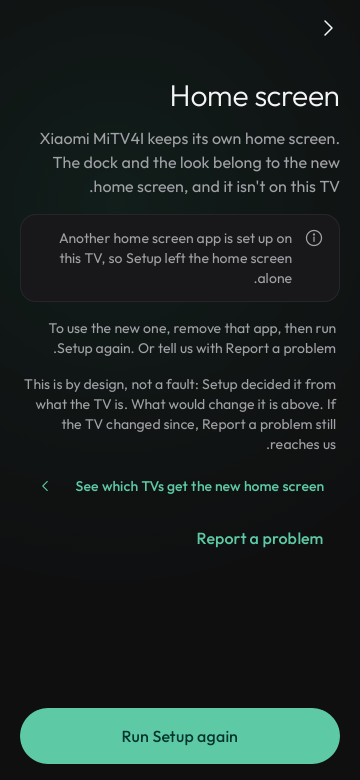 Home screen
Xiaomi MiTV4I keeps its own home screen.
The dock and the look belong to the new
home screen, and it isn't on this TV.
Another home screen app is set up on
this TV, so Setup left the home screen
alone.
To use the new one, remove that app, then run
Setup again. Or tell us with Report a problem.
This is by design, not a fault: Setup decided it from
what the TV is. What would change it is above. If
the TV changed since, Report a problem still
reaches us.
See which TVs get the new home screen
Report a problem
Run Setup again